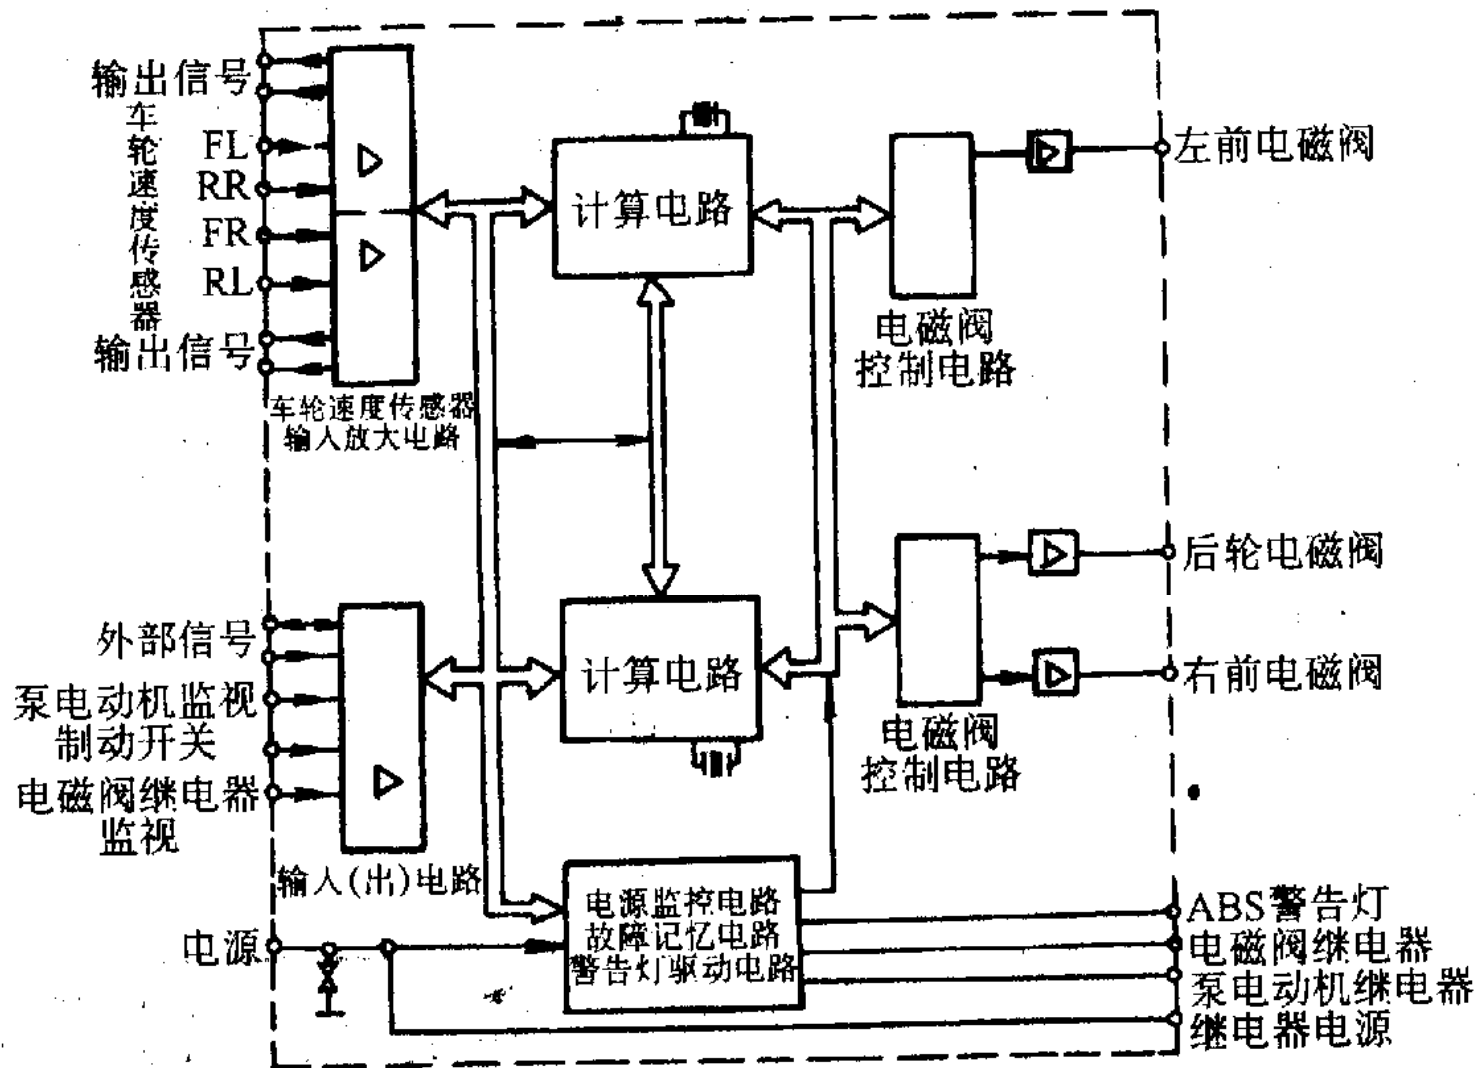 输出信号
车轮速度传感器
FL
RR
FR
RL
输出信号
车轮速度传感器
输入放大电路
计算电路
左前电磁阀
电磁阀
控制电路
后轮电磁阀
右前电磁阀
电磁阀
控制电路
计算电路
外部信号
泵电动机监视
制动开关
电磁阀继电器
监视
输入(出)电路
电源
电源监控电路
故障记忆电路
警告灯驱动电路
ABS警告灯
电磁阀继电器
泵电动机继电器
继电器电源